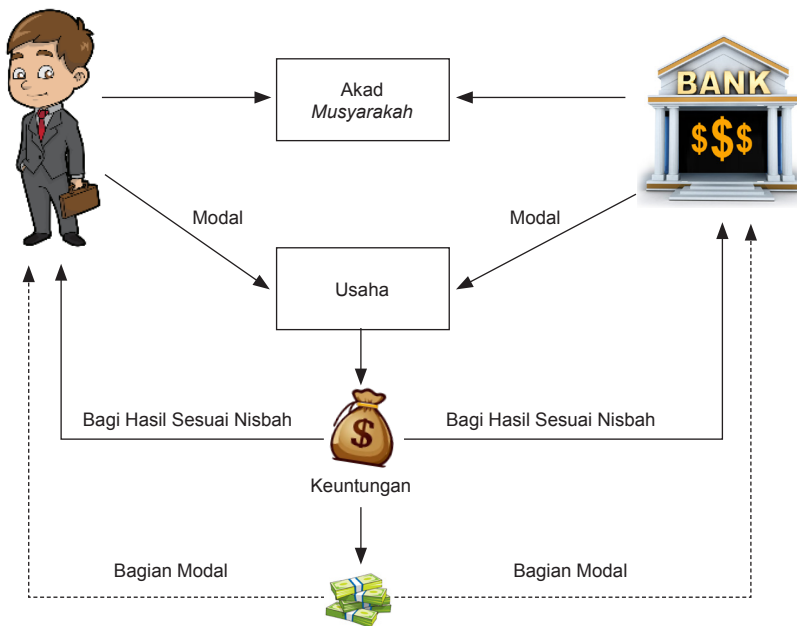 Akad
Musyarakah
BANK
$$$
Modal
Modal
Usaha
Bagi Hasil Sesuai Nisbah
$
Bagi Hasil Sesuai Nisbah
Keuntungan
Bagian Modal
Bagian Modal